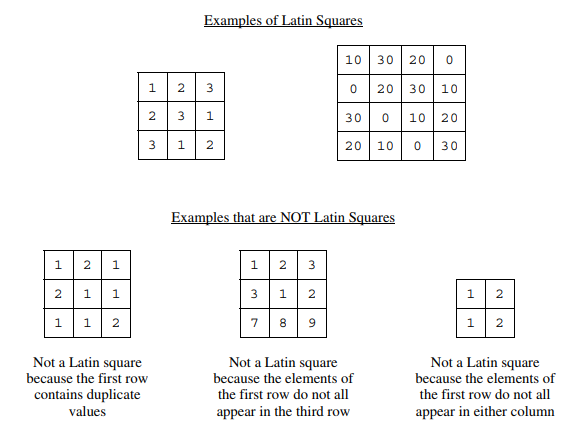 Examples of Latin Squares
1 2 3
2 3 1
3 1 2
10 30 20 0
0 20 30 10
30 0 10 20
20 10 0 30
Examples that are NOT Latin Squares
1 2 1
2 1 1
1 1 2
Not a Latin square
because the first row
contains duplicate
values
1 2 3
3 1 2
7 8 9
Not a Latin square
because the elements of
the first row do not all
appear in the third row
1 2
1 2
Not a Latin square
because the elements of
the first row do not all
appear in either column